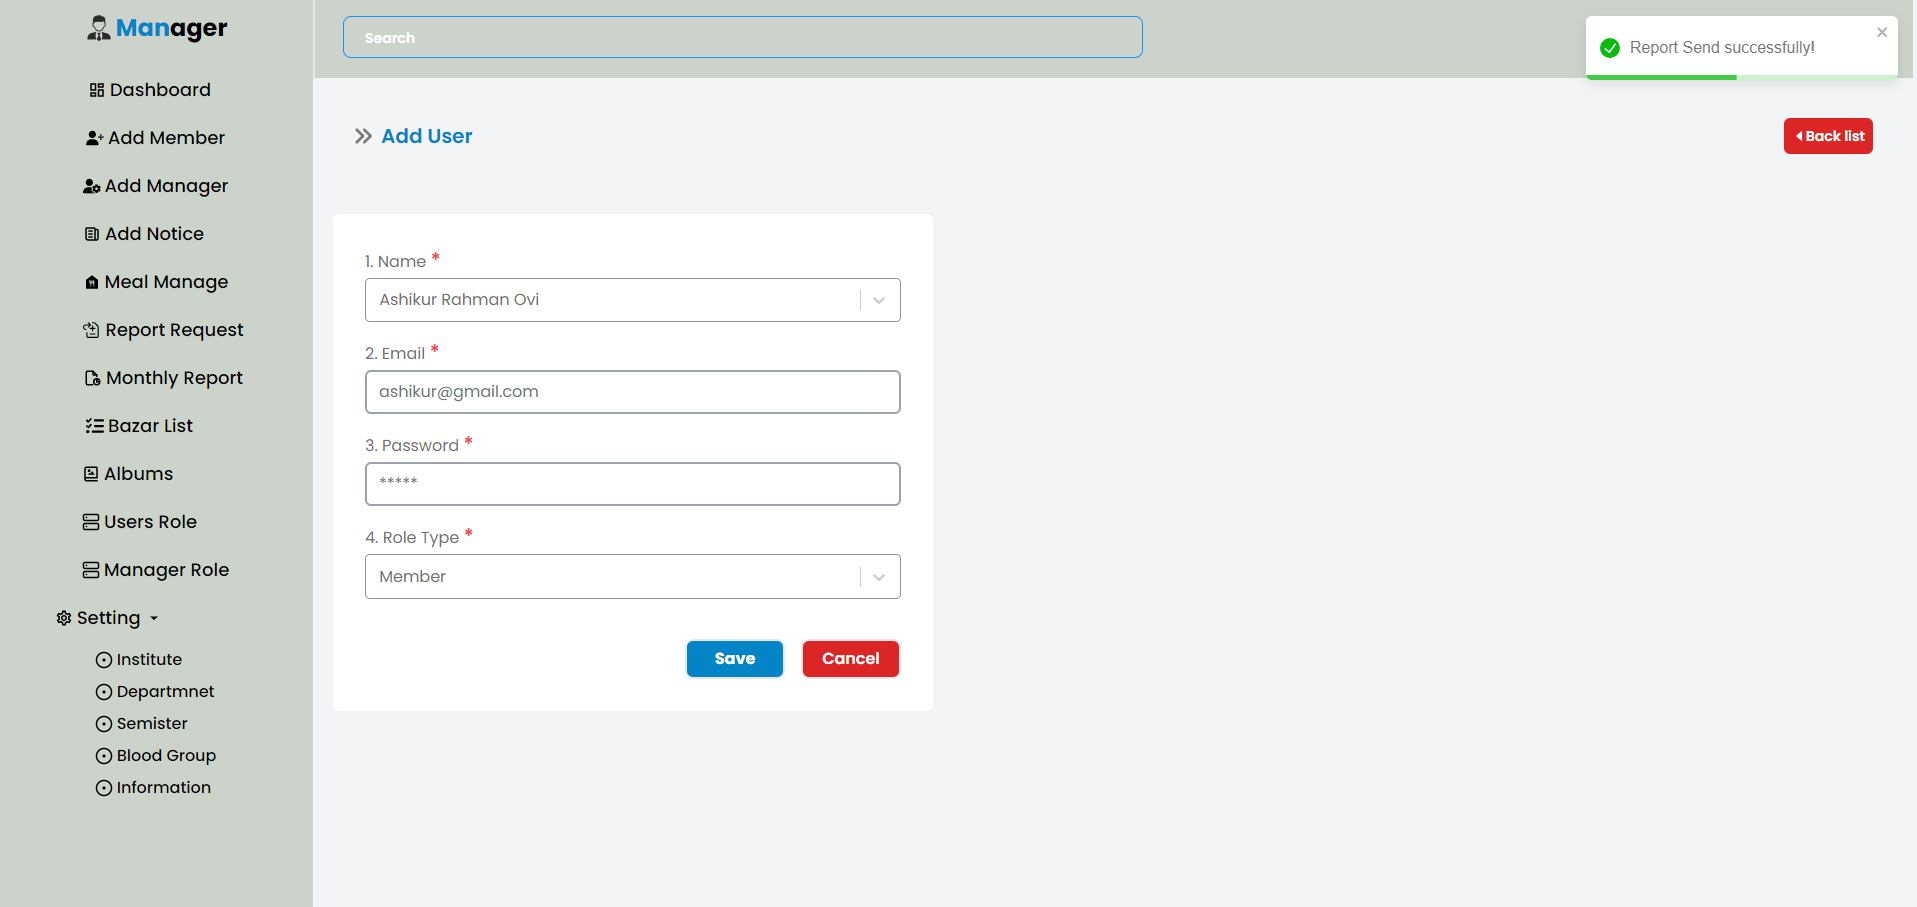 Manager
Dashboard
Add Member
Add Manager
Add Notice
Meal Manage
Report Request
Monthly Report
Bazar List
Albums
Users Role
Manager Role
Setting
Institute
Departmnet
Semister
Blood Group
Information
Search
Report Send successfully!
Add User
Back list
1. Name *
Ashikur Rahman Ovi
2. Email *
ashikur@gmail.com
3. Password *
*****
4. Role Type *
Member
Save
Cancel